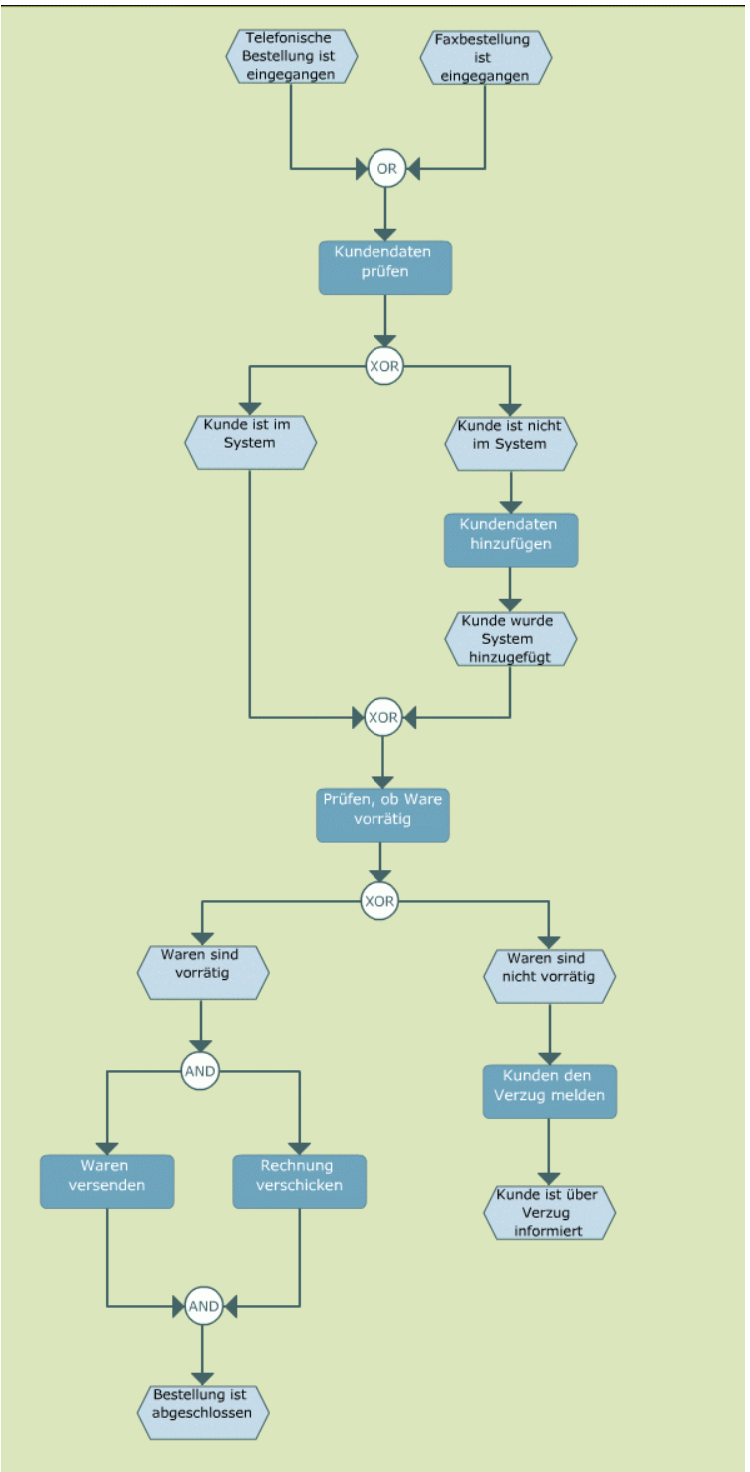 Telefonische
Bestellung ist
eingegangen
Faxbestellung
ist
eingegangen
OR
Kundendaten
prüfen
XOR
Kunde ist im
System
Kunde ist nicht
im System
Kundendaten
hinzufügen
Kunde wurde
System
hinzugefügt
XOR
Prüfen, ob Ware
vorrätig
XOR
Waren sind
vorrätig
Waren sind
nicht vorrätig
AND
Kunden den
Verzug melden
Waren
versenden
Rechnung
verschicken
Kunde ist über
Verzug
informiert
AND
Bestellung ist
abgeschlossen